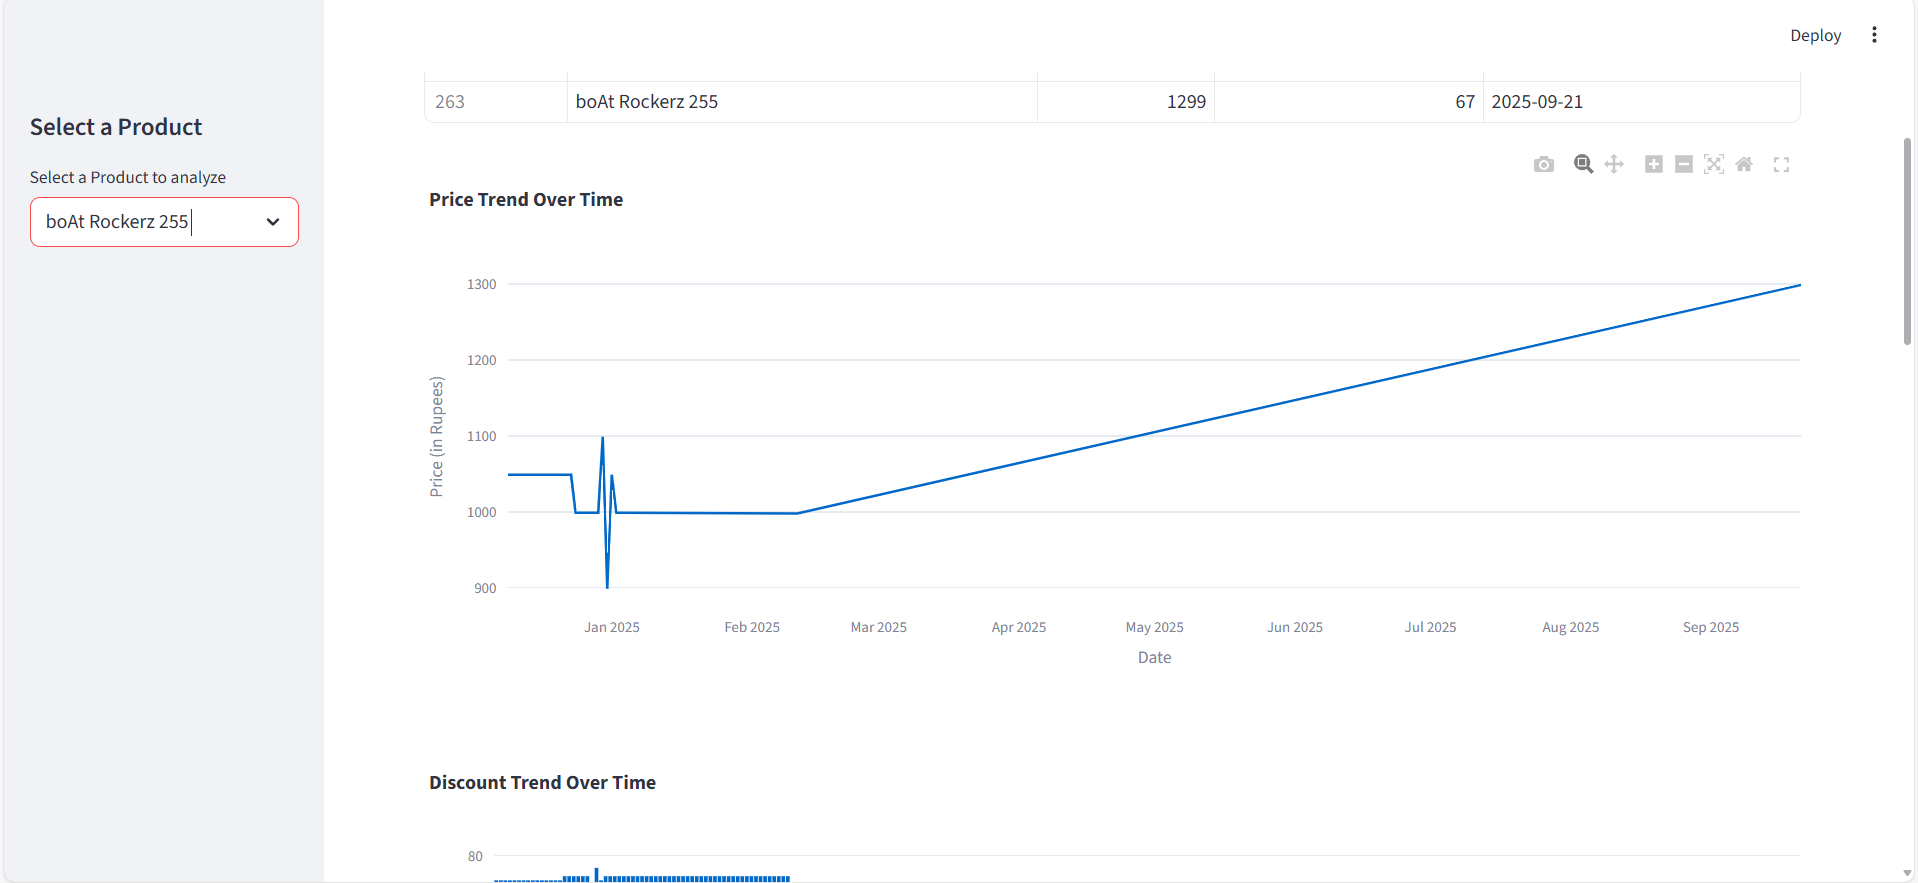 Deploy
263 boAt Rockerz 255 1299 67 2025-09-21
Select a Product
Select a Product to analyze
boAt Rockerz 255
Price Trend Over Time
1300
1200
1100
1000
900
Price (in Rupees)
Jan 2025 Feb 2025 Mar 2025 Apr 2025 May 2025 Jun 2025 Jul 2025 Aug 2025 Sep 2025
Date
Discount Trend Over Time
80